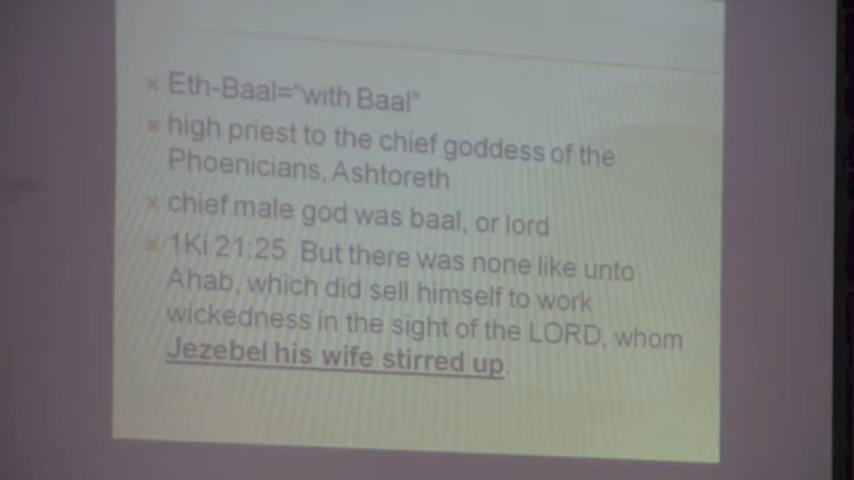 Eth-Baal="with Baal"
high priest to the chief goddess of the
Phoenicians, Ashtoreth
chief male god was baal, or lord
1Ki 21:25 But there was none like unto
Ahab, which did sell himself to work
wickedness in the sight of the LORD, whom
Jezebel his wife stirred up.